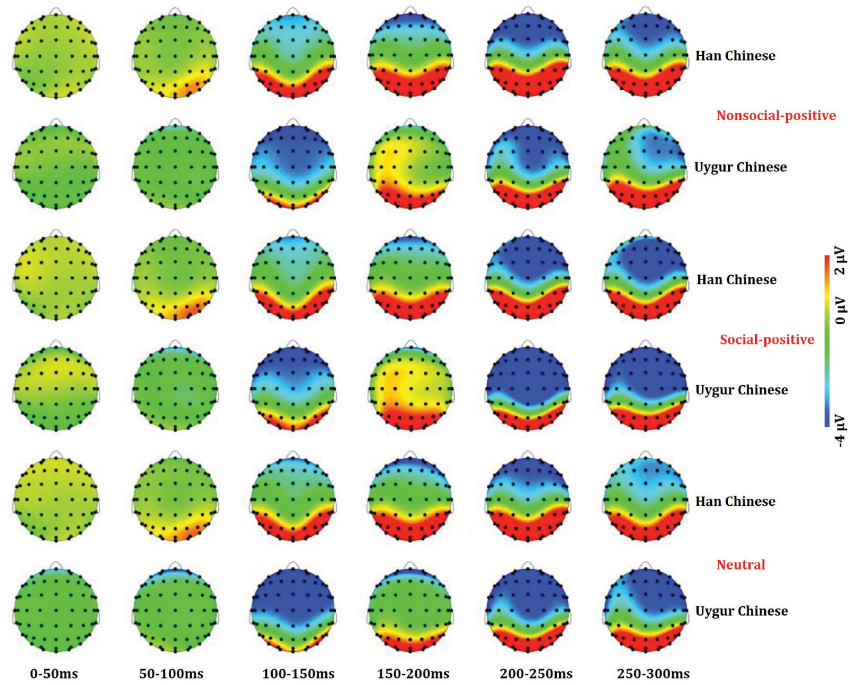 Han Chinese
Nonsocial-positive
Uygur Chinese
Han Chinese
2 μV
0 μV
-4 μV
Social-positive
Uygur Chinese
Han Chinese
Neutral
Uygur Chinese
0-50ms 50-100ms 100-150ms 150-200ms 200-250ms 250-300ms